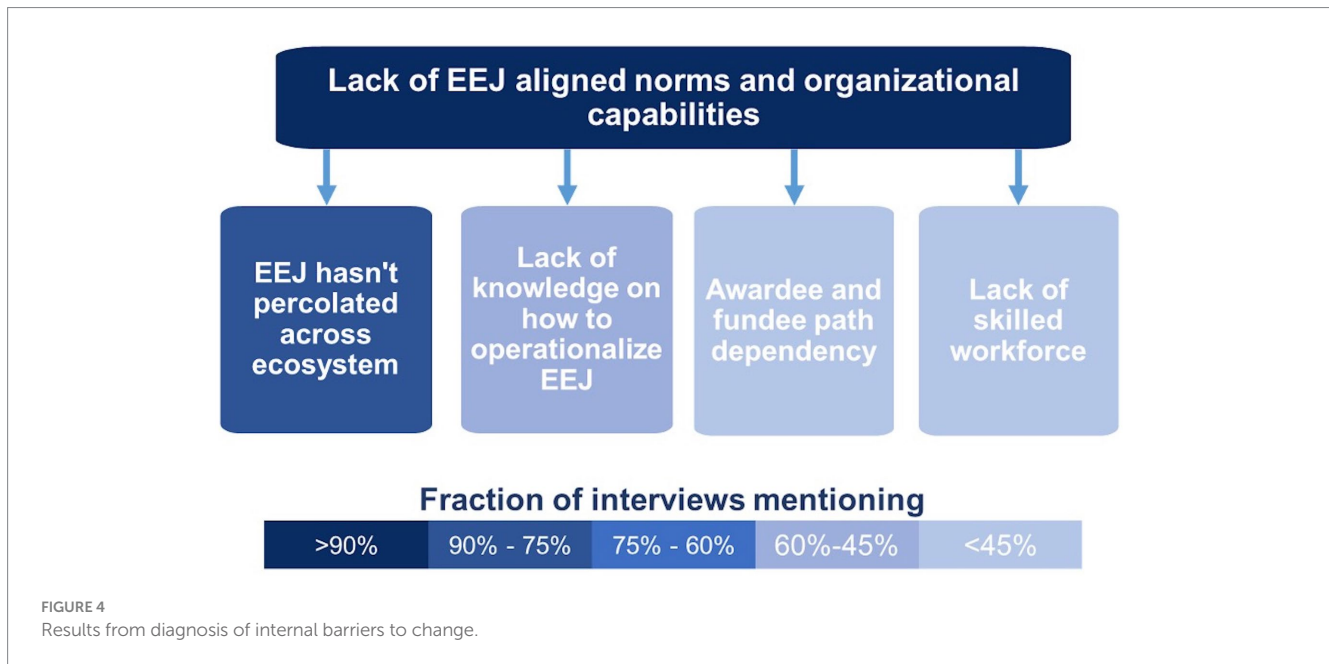 Lack of EEJ aligned norms and organizational
capabilities
EEJ hasn't
percolated
across
ecosystem
Lack of
knowledge on
how to
operationalize
EEJ
Awardee and
fundee path
dependency
Lack of
skilled
workforce
Fraction of interviews mentioning
>90%
90% - 75%
75% - 60%
60%-45%
<45%
FIGURE 4
Results from diagnosis of internal barriers to change.